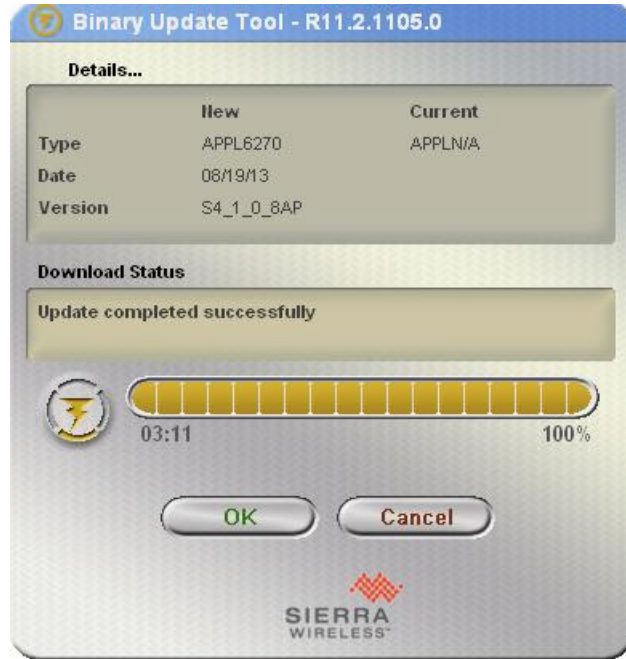 Binary Update Tool - R11.2.1105.0
Details...
New Current
Type APPL6270 APPLN/A
Date 08/19/13
Version S4_1_0_8AP
Download Status
Update completed successfully
03:11 100%
OK Cancel
SIERRA
WIRELESS™